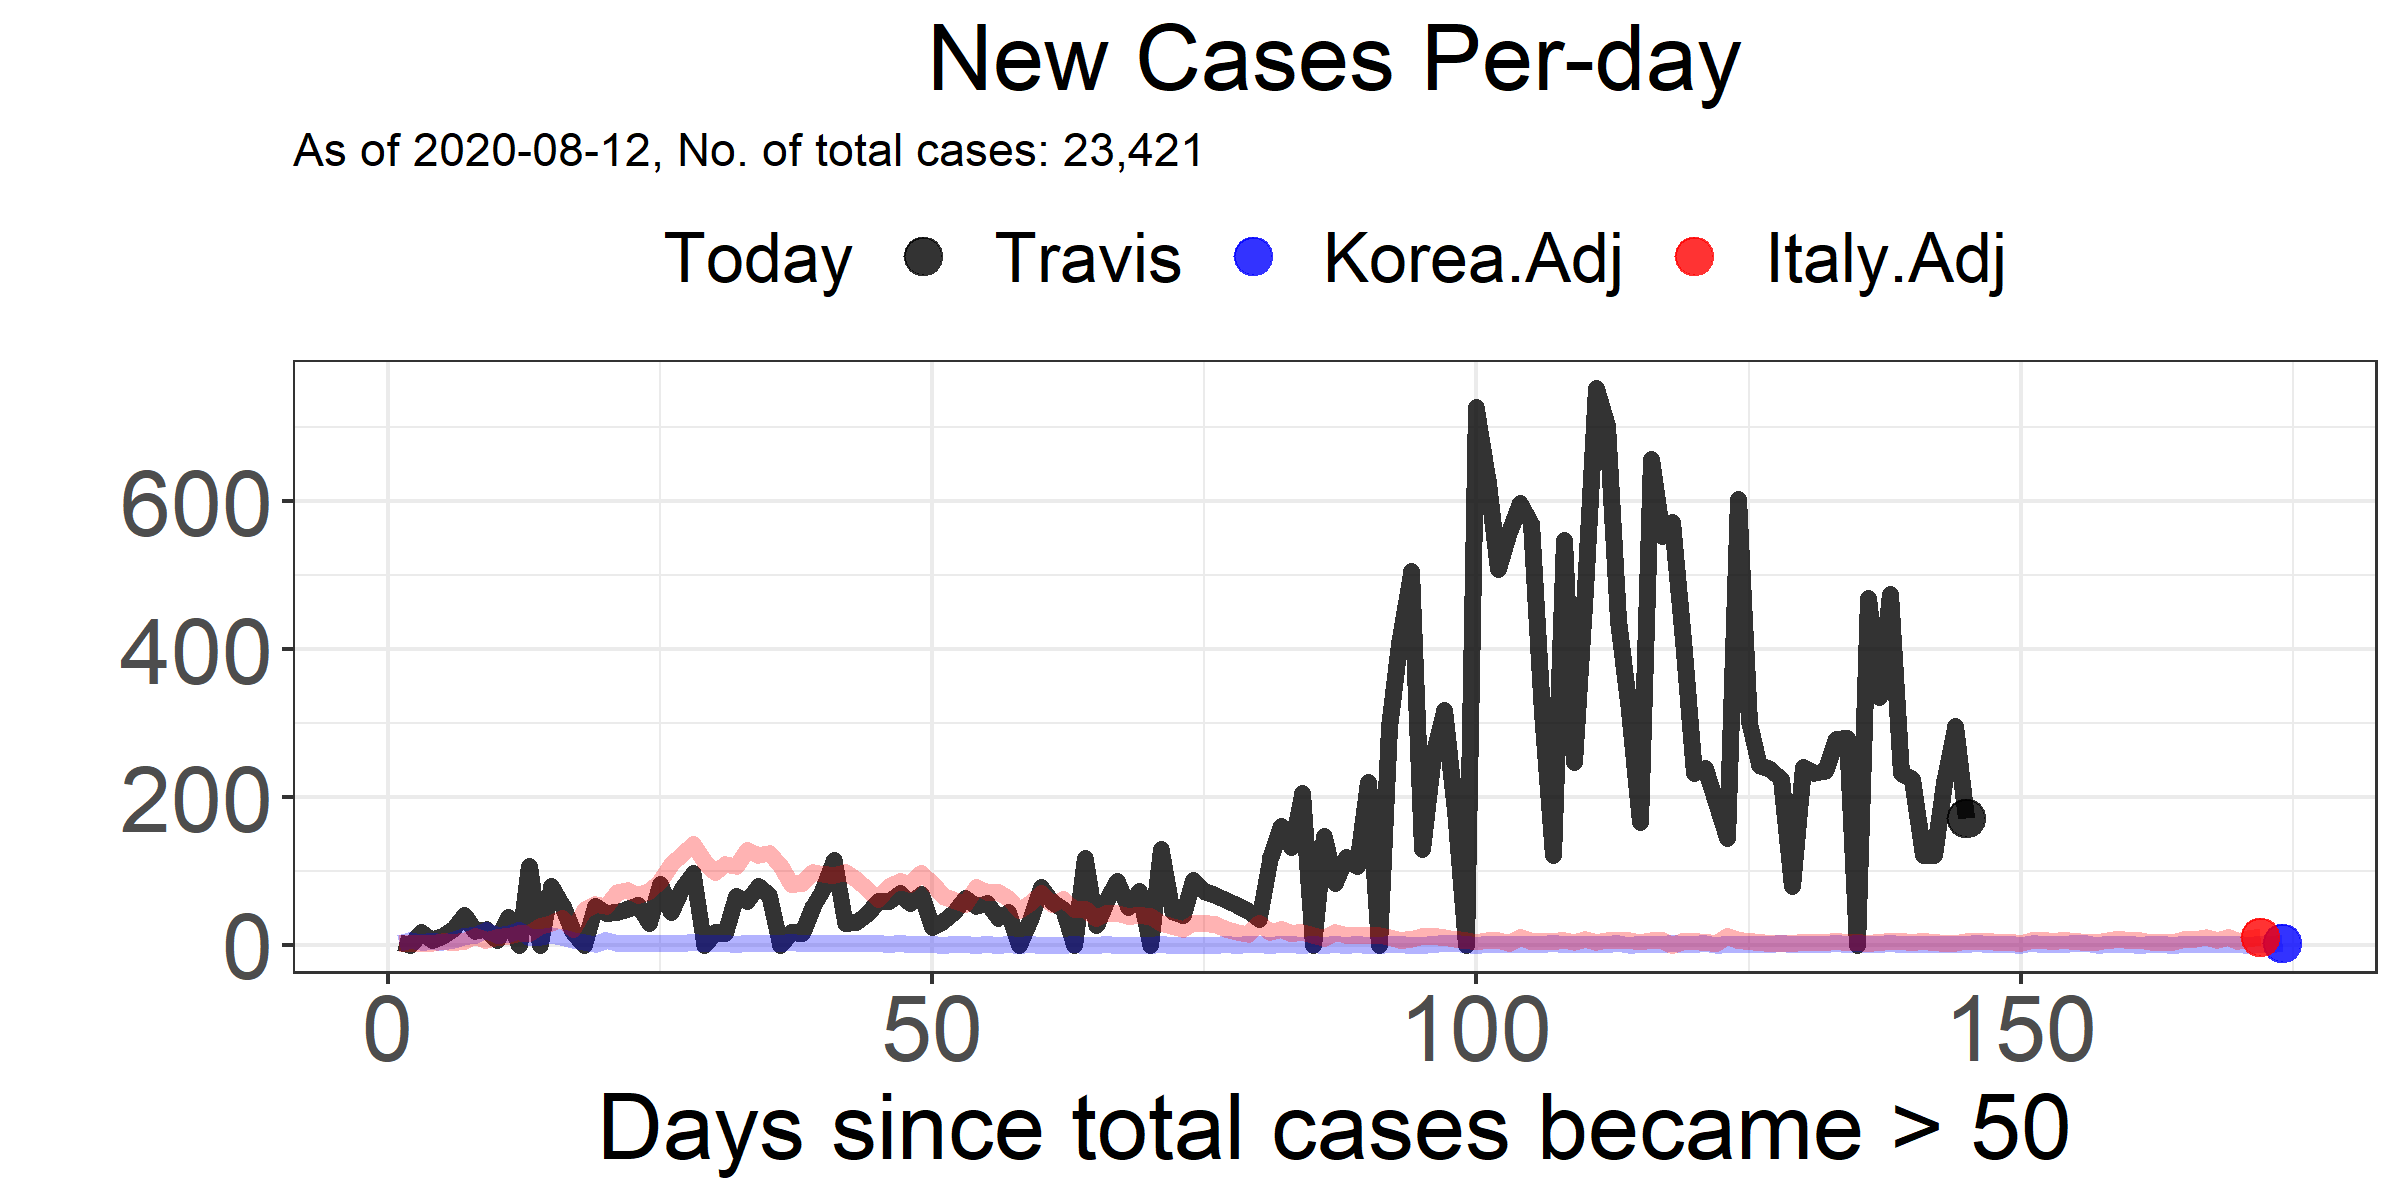 New Cases Per-day
As of 2020-08-12, No. of total cases: 23,421
Today Travis Korea.Adj Italy.Adj
600
400
200
0
0 50 100 150
Days since total cases became > 50